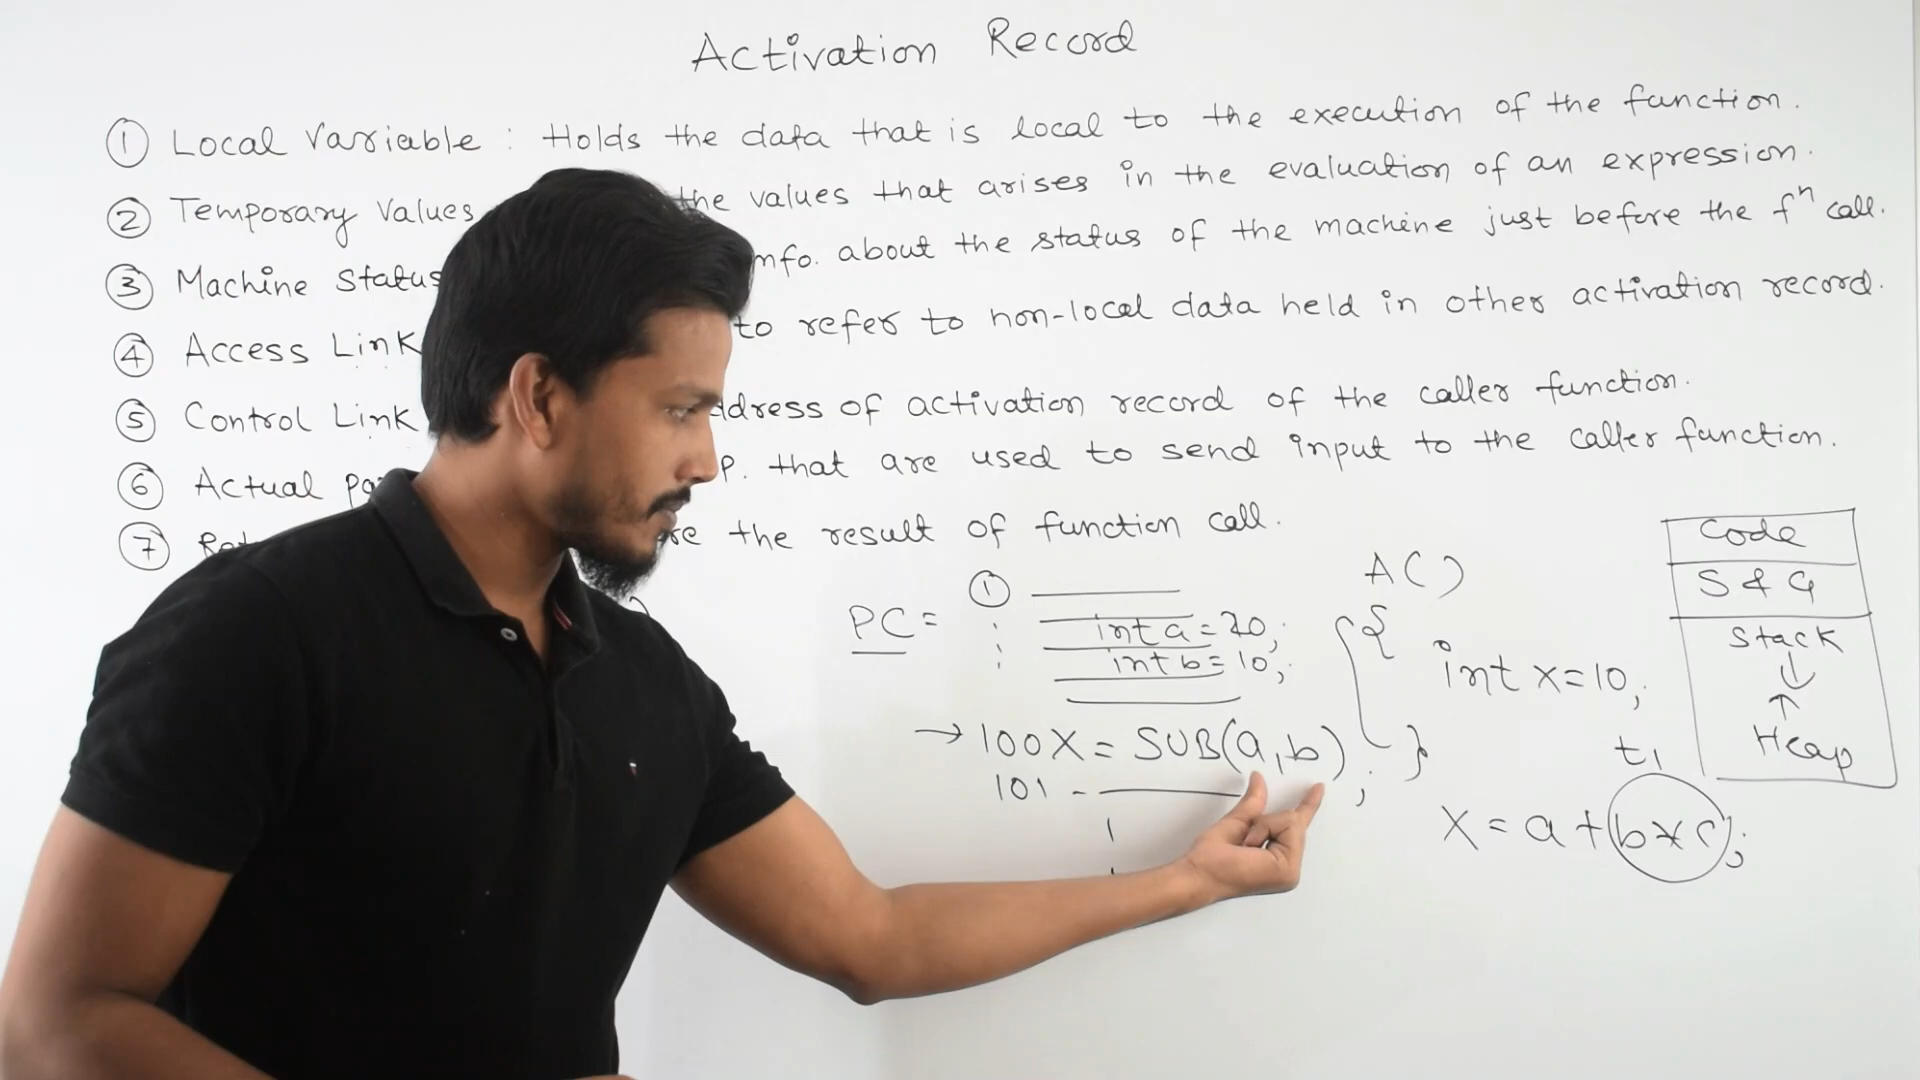 Activation Record
① Local Variable : Holds the data that is local to the execution of the function.
② Temporary Values the values that arises in the evaluation of an expression.
③ Machine Status info. about the status of the machine just before the fⁿ call.
④ Access Link to refer to non-local data held in other activation record.
⑤ Control Link address of activation record of the caller function.
⑥ Actual P. that are used to send input to the caller function.
⑦ the result of function call.
PC =
①
int a = 20;
int b = 10;
→ 100 X = SUB(a,b) ;
101 -
A()
{
int x=10;
}
t1
X = a + (b*c);
Code
S & G
Stack
↓
↑
Heap